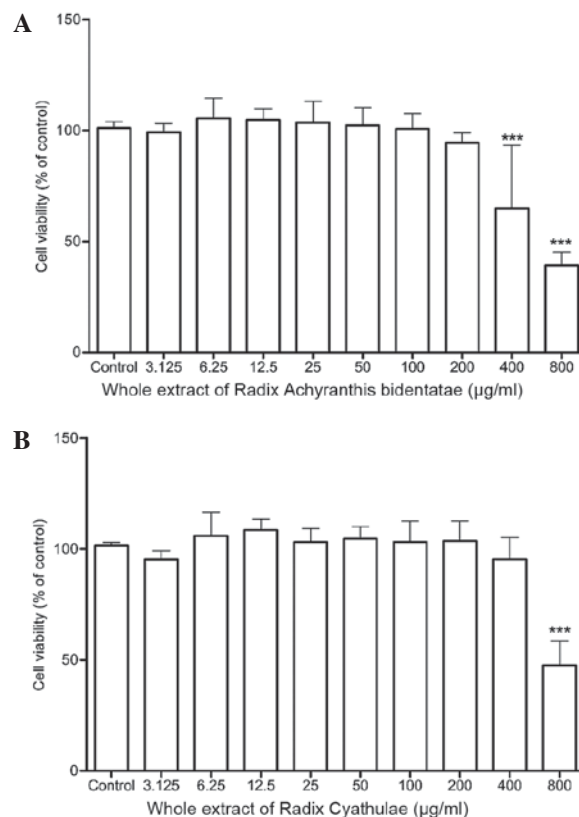 A
150
100
50
0
Cell viability (% of control)
***
***
Control 3.125 6.25 12.5 25 50 100 200 400 800
Whole extract of Radix Achyranthis bidentatae (µg/ml)
B
150
100
50
0
Cell viability (% of control)
***
Control 3.125 6.25 12.5 25 50 100 200 400 800
Whole extract of Radix Cyathulae (µg/ml)